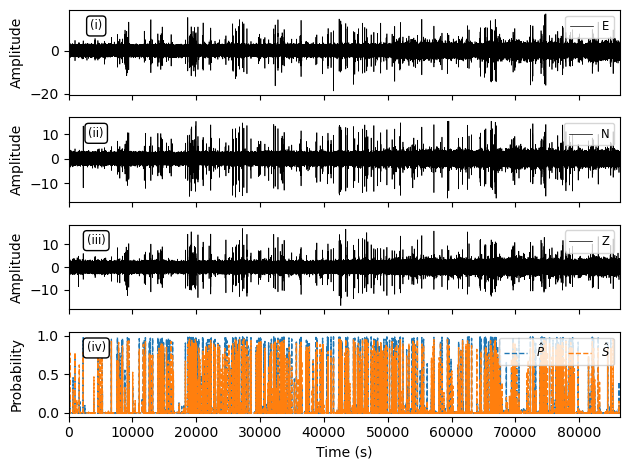 (i)
E
Amplitude
0
−20
(ii)
N
Amplitude
10
0
−10
(iii)
Z
Amplitude
10
0
−10
(iv)
P̂ Ŝ
Probability
1.0
0.5
0.0
0 10000 20000 30000 40000 50000 60000 70000 80000
Time (s)